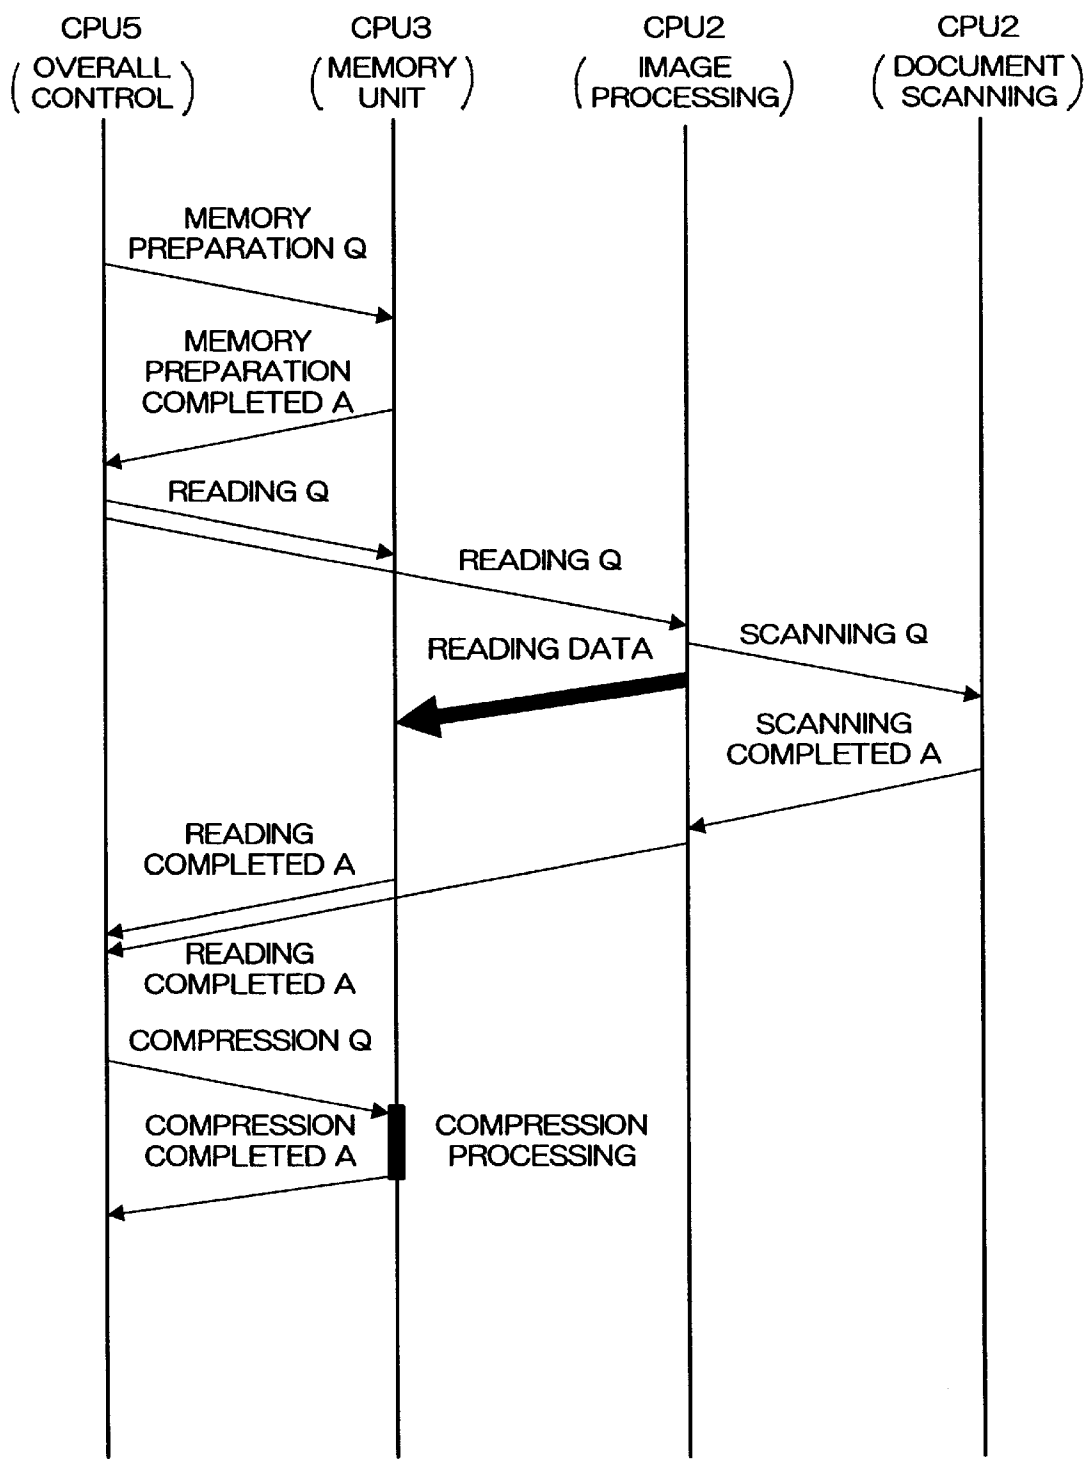 CPU5
CPU3
CPU2
CPU2
(OVERALL
CONTROL)
(MEMORY
UNIT)
(IMAGE
PROCESSING)
(DOCUMENT
SCANNING)
MEMORY
PREPARATION Q
MEMORY
PREPARATION
COMPLETED A
READING Q
READING Q
SCANNING Q
READING DATA
SCANNING
COMPLETED A
READING
COMPLETED A
READING
COMPLETED A
COMPRESSION Q
COMPRESSION
COMPLETED A
COMPRESSION
PROCESSING